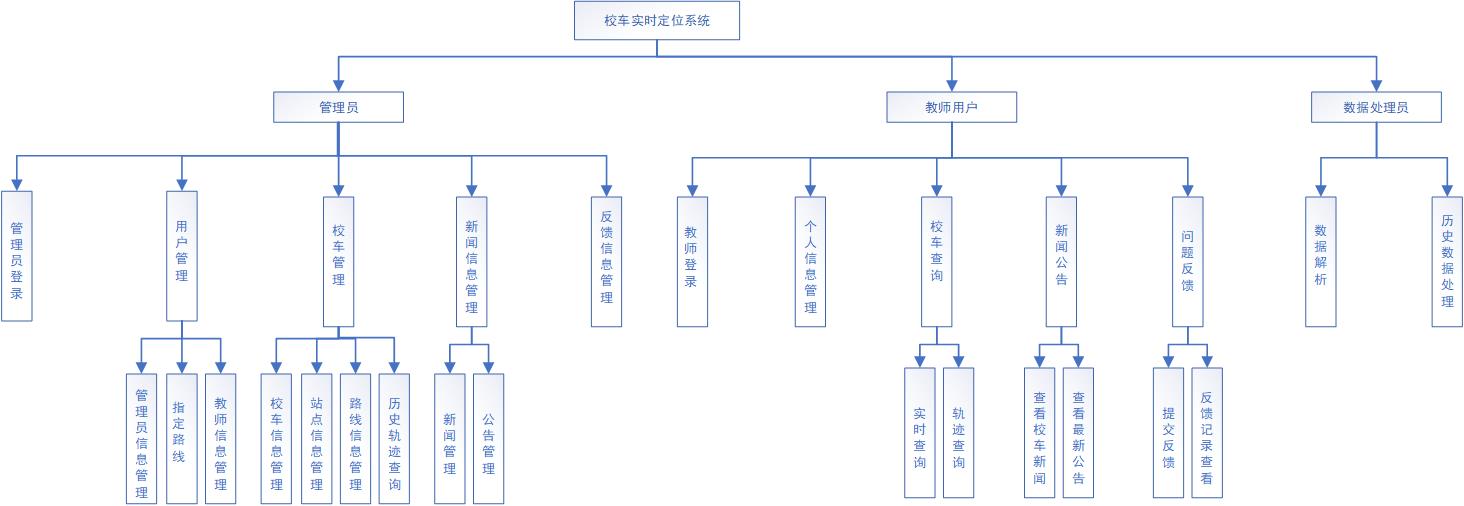 校车实时定位系统
管理员
教师用户
数据处理员
管理员登录
用户管理
校车管理
新闻信息管理
反馈信息管理
教师登录
个人信息管理
校车查询
新闻公告
问题反馈
数据解析
历史数据处理
管理员信息管理
指定路线
教师信息管理
校车信息管理
站点信息管理
路线信息管理
历史轨迹查询
新闻管理
公告管理
实时查询
轨迹查询
查看校车新闻
查看最新公告
提交反馈
反馈记录查看